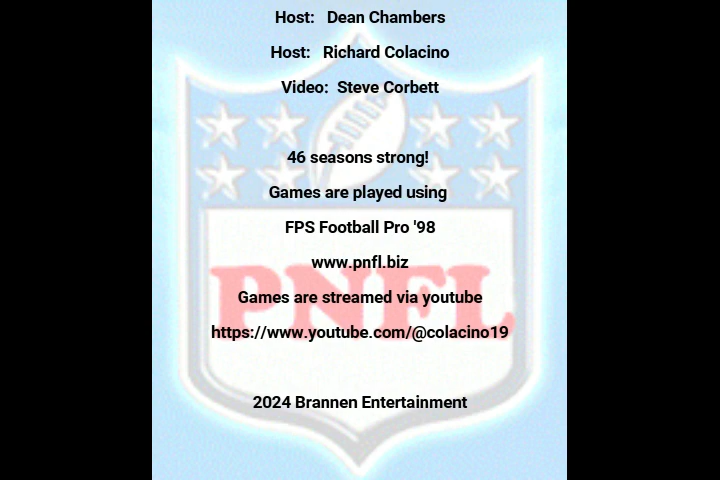 Host: Dean Chambers
Host: Richard Colacino
Video: Steve Corbett
46 seasons strong!
Games are played using
FPS Football Pro '98
www.pnfl.biz
PNFL
Games are streamed via youtube
https://www.youtube.com/@colacino19
2024 Brannen Entertainment